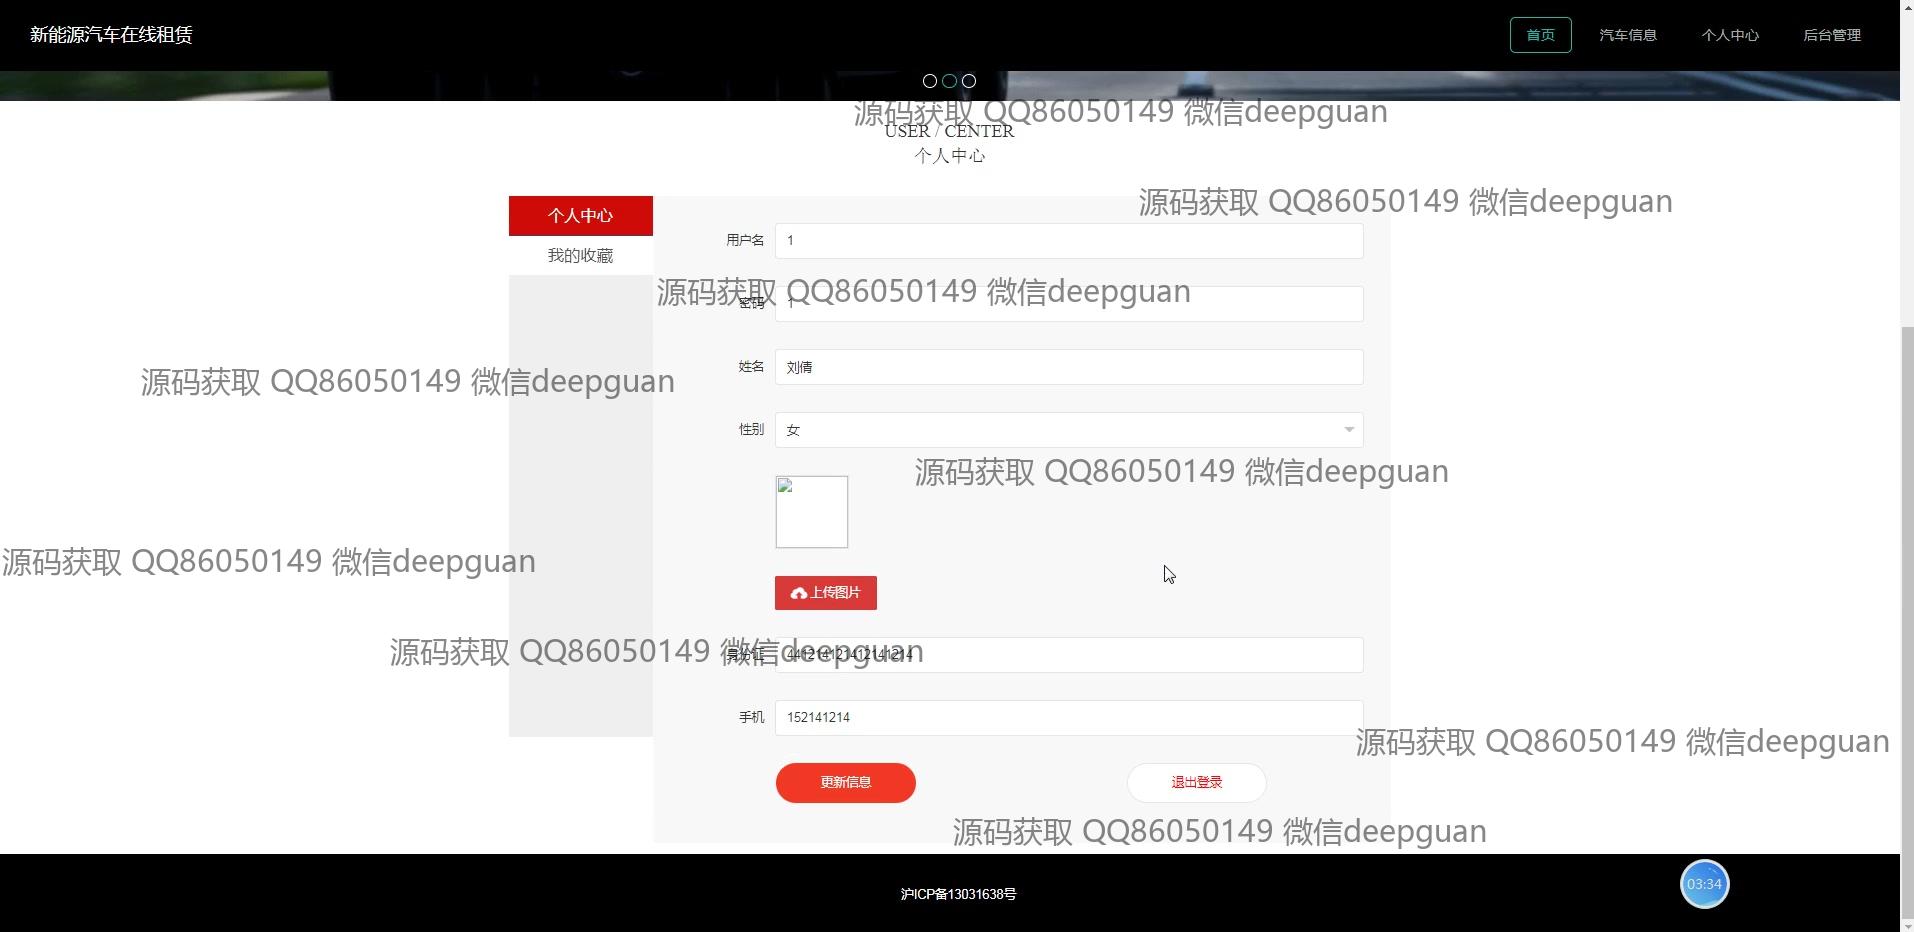 新能源汽车在线租赁
首页
汽车信息
个人中心
后台管理
源码获取 QQ86050149 微信deepguan
USER / CENTER
个人中心
源码获取 QQ86050149 微信deepguan
个人中心
我的收藏
用户名
1
源码获取 QQ86050149 微信deepguan
密码
1
姓名
刘倩
源码获取 QQ86050149 微信deepguan
性别
女
源码获取 QQ86050149 微信deepguan
源码获取 QQ86050149 微信deepguan
上传图片
源码获取 QQ86050149 微信deepguan
身份证
手机
152141214
源码获取 QQ86050149 微信deepguan
更新信息
退出登录
源码获取 QQ86050149 微信deepguan
沪ICP备13031638号
03:34